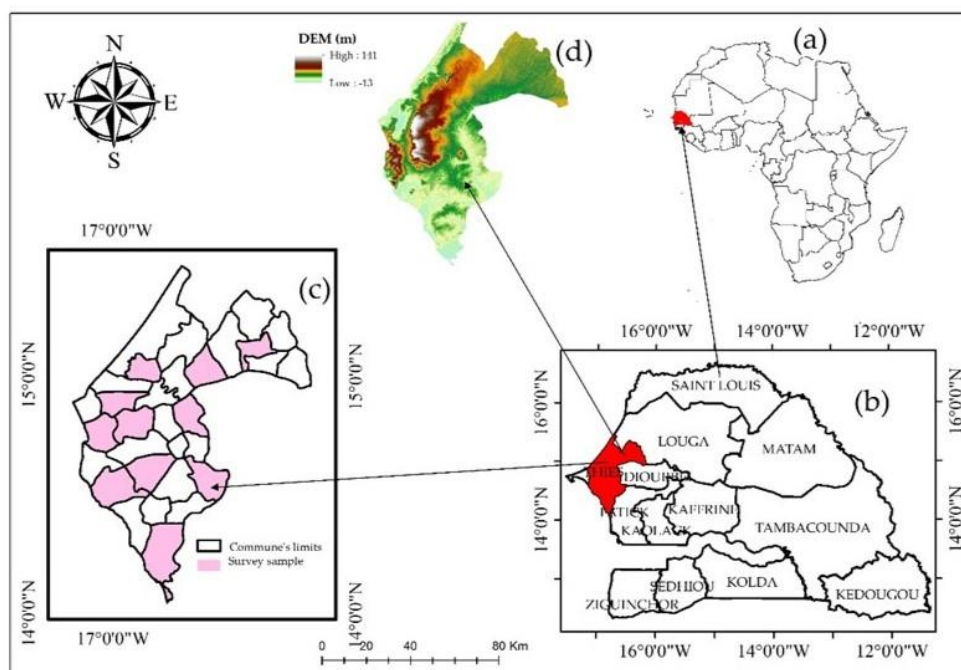 N
W E
S
DEM (m)
High : 141
Low : -13
(d)
(a)
17°0'0"W
(c)
15°0'0"N
15°0'0"N
14°0'0"N
14°0'0"N
Commune's limits
Survey sample
17°0'0"W
0 20 40 80 Km
16°0'0"W 14°0'0"W 12°0'0"W
16°0'0"N
16°0'0"N
14°0'0"N
14°0'0"N
(b)
SAINT LOUIS
LOUGA
MATAM
THIES
KAFFRINE
KAOLACK
TAMBACOUNDA
SEDHIOU
KOLDA
ZIGUINCHOR
KEDOUGOU
16°0'0"W 14°0'0"W 12°0'0"W